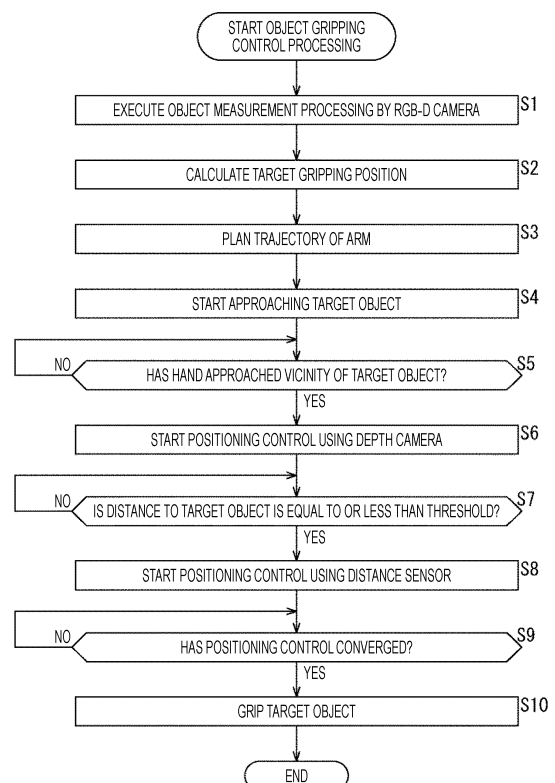 START OBJECT GRIPPING
CONTROL PROCESSING
EXECUTE OBJECT MEASUREMENT PROCESSING BY RGB-D CAMERA S1
CALCULATE TARGET GRIPPING POSITION S2
PLAN TRAJECTORY OF ARM S3
START APPROACHING TARGET OBJECT S4
NO HAS HAND APPROACHED VICINITY OF TARGET OBJECT? S5
YES
START POSITIONING CONTROL USING DEPTH CAMERA S6
NO IS DISTANCE TO TARGET OBJECT IS EQUAL TO OR LESS THAN THRESHOLD? S7
YES
START POSITIONING CONTROL USING DISTANCE SENSOR S8
NO HAS POSITIONING CONTROL CONVERGED? S9
YES
GRIP TARGET OBJECT S10
END